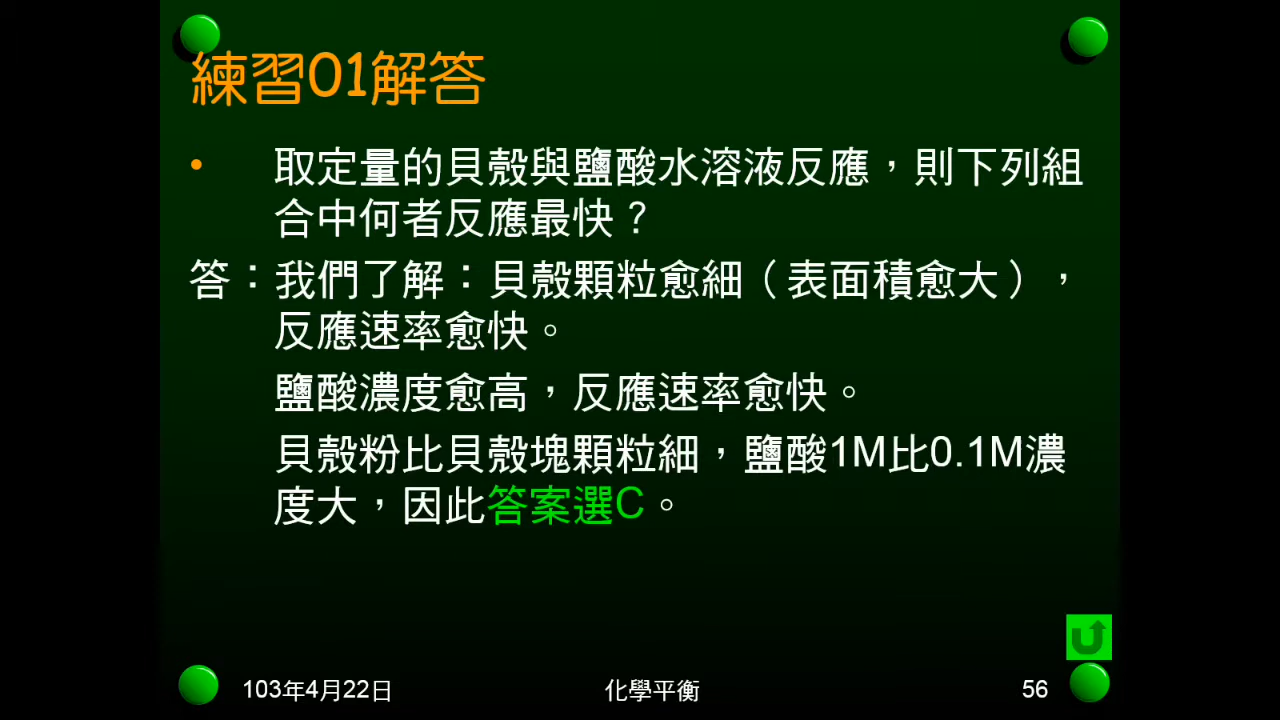 練習01解答
• 取定量的貝殼與鹽酸水溶液反應，則下列組
合中何者反應最快？
答：我們了解：貝殼顆粒愈細（表面積愈大），
反應速率愈快。
鹽酸濃度愈高，反應速率愈快。
貝殼粉比貝殼塊顆粒細，鹽酸1M比0.1M濃
度大，因此答案選C。
103年4月22日
化學平衡
56